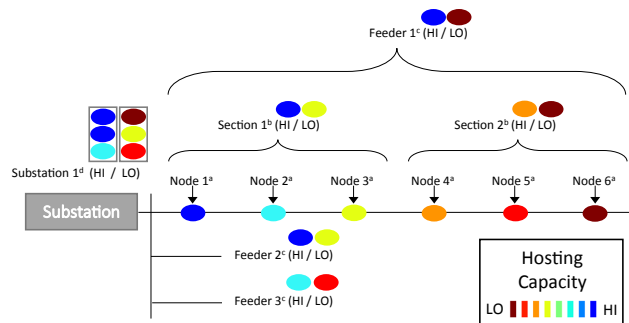 Feeder 1ᶜ (HI / LO)
Section 1ᵇ (HI / LO)
Section 2ᵇ (HI / LO)
Substation 1ᵈ (HI / LO)
Node 1ᵃ
Node 2ᵃ
Node 3ᵃ
Node 4ᵃ
Node 5ᵃ
Node 6ᵃ
Substation
Feeder 2ᶜ (HI / LO)
Feeder 3ᶜ (HI / LO)
Hosting
Capacity
LO HI